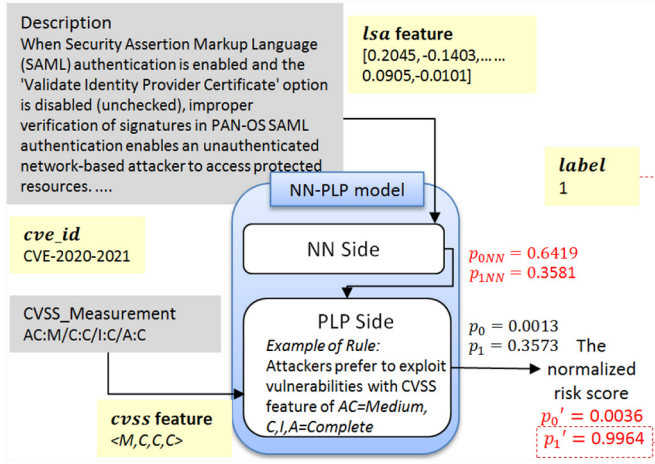 Description
When Security Assertion Markup Language
(SAML) authentication is enabled and the
'Validate Identity Provider Certificate' option
is disabled (unchecked), improper
verification of signatures in PAN-OS SAML
authentication enables an unauthenticated
network-based attacker to access protected
resources. ....
lsa feature
[0.2045,-0.1403,... ...
0.0905,-0.0101]
label
1
NN-PLP model
cve_id
CVE-2020-2021
NN Side
p0NN = 0.6419
p1NN = 0.3581
CVSS_Measurement
AC:M/C:C/I:C/A:C
PLP Side
Example of Rule:
Attackers prefer to exploit
vulnerabilities with CVSS
feature of AC=Medium,
C,I,A=Complete
p0 = 0.0013
p1 = 0.3573
The
normalized
risk score
p0' = 0.0036
p1' = 0.9964
cvss feature
<M,C,C,C>